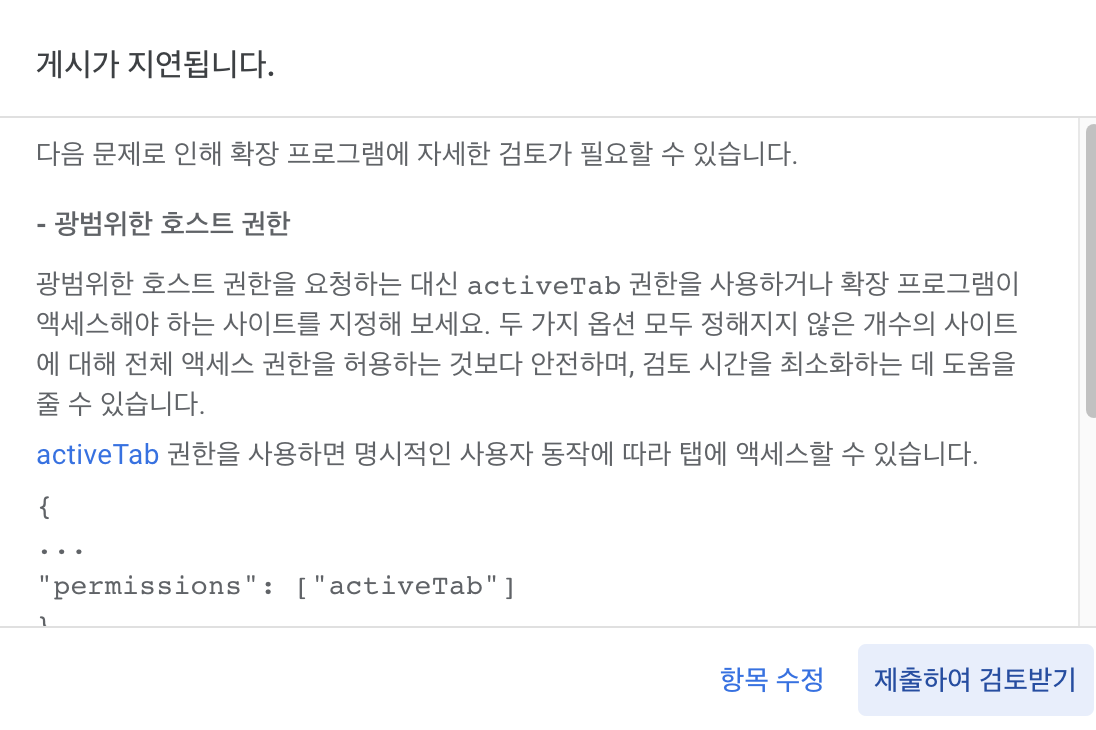 게시가 지연됩니다.
다음 문제로 인해 확장 프로그램에 자세한 검토가 필요할 수 있습니다.
- 광범위한 호스트 권한
광범위한 호스트 권한을 요청하는 대신 activeTab 권한을 사용하거나 확장 프로그램이
액세스해야 하는 사이트를 지정해 보세요. 두 가지 옵션 모두 정해지지 않은 개수의 사이트
에 대해 전체 액세스 권한을 허용하는 것보다 안전하며, 검토 시간을 최소화하는 데 도움을
줄 수 있습니다.
activeTab 권한을 사용하면 명시적인 사용자 동작에 따라 탭에 액세스할 수 있습니다.
{
...
"permissions": ["activeTab"]
}
항목 수정
제출하여 검토받기